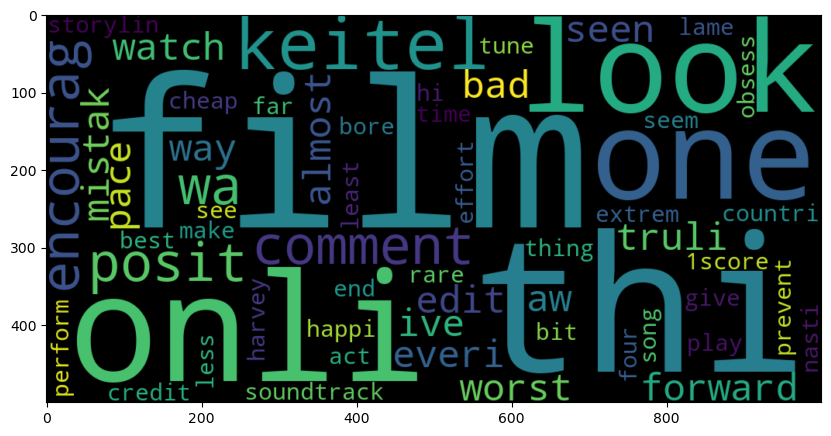 0
storylin
watch
keitel
tune
seen
lame
look
encourag
mistak
pace
film
cheap
far
almost
hi
time
bad
obsess
seem
bore
way
wa
see
least
effort
one
extrem
countri
best
make
comment
thing
truli
1score
posit
onli
thi
harvey
end
rare
edit
aw
give
prevent
perform
less
happi
ive
act
everi
bit
four
song
play
nasti
credit
soundtrack
worst
forward
100
200
300
400
0
200
400
600
800